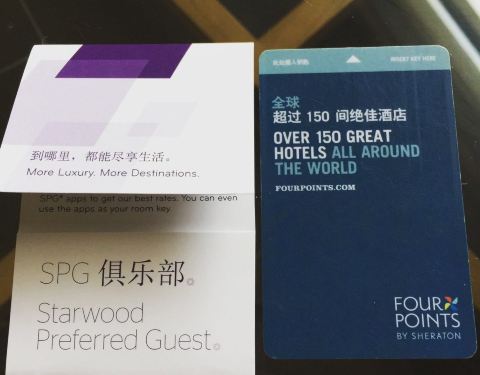 到哪里，都能尽享生活。
More Luxury. More Destinations.
SPG® apps to get our best rates. You can even
use the apps as your room key.
SPG 俱乐部
Starwood
Preferred Guest
INSERT KEY HERE
全球
超过 150 间绝佳酒店
OVER 150 GREAT
HOTELS ALL AROUND
THE WORLD
FOURPOINTS.COM
FOUR
POINTS
BY SHERATON